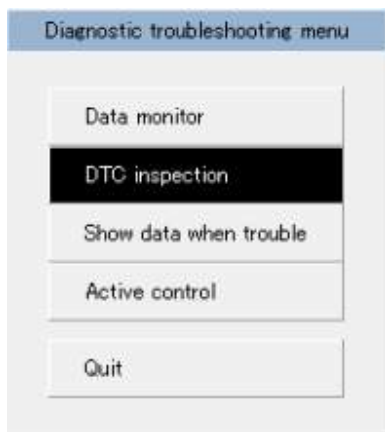 Diagnostic troubleshooting menu
Data monitor
DTC inspection
Show data when trouble
Active control
Quit